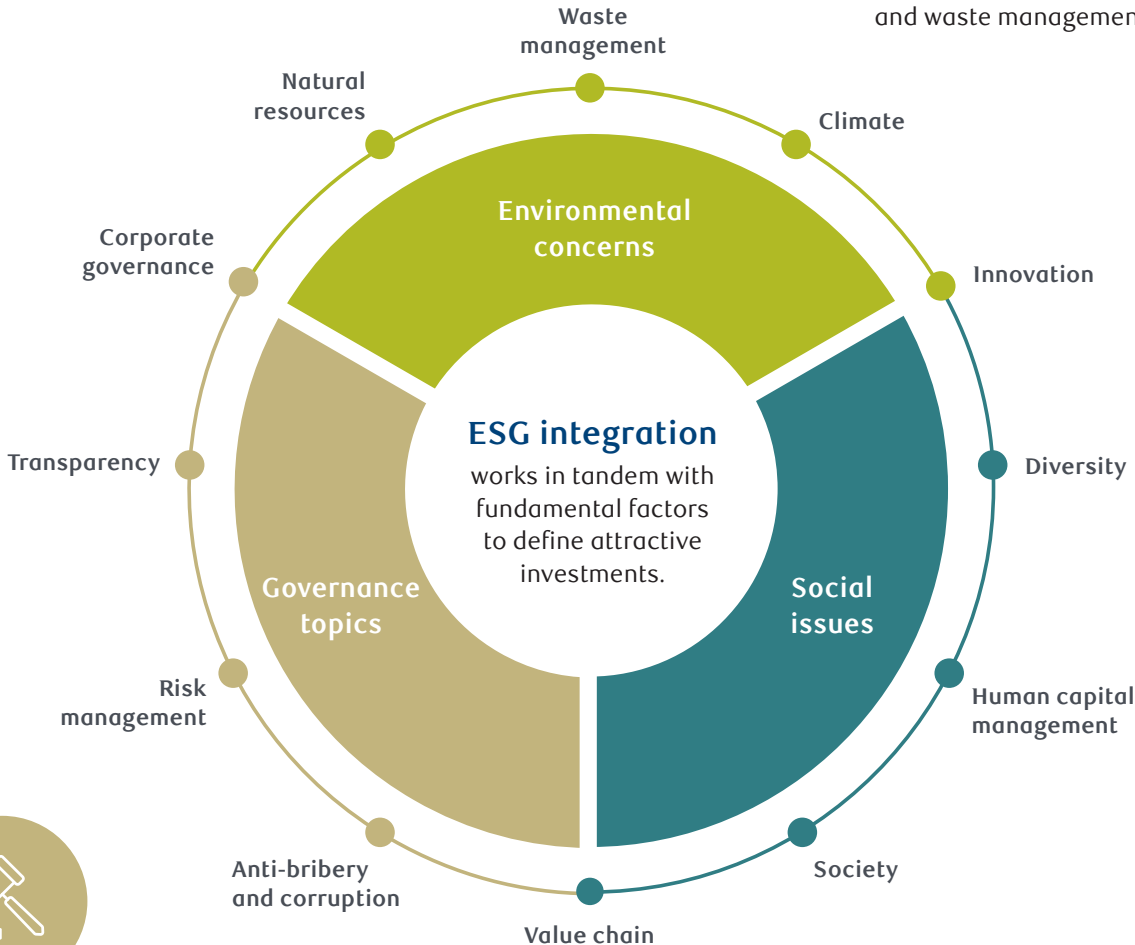 and waste managemen
Waste
management
Natural
resources
Climate
Corporate
governance
Environmental
concerns
Innovation
ESG integration
works in tandem with
fundamental factors
to define attractive
investments.
Transparency
Diversity
Governance
topics
Social
issues
Risk
management
Human capital
management
Anti-bribery
and corruption
Society
Value chain